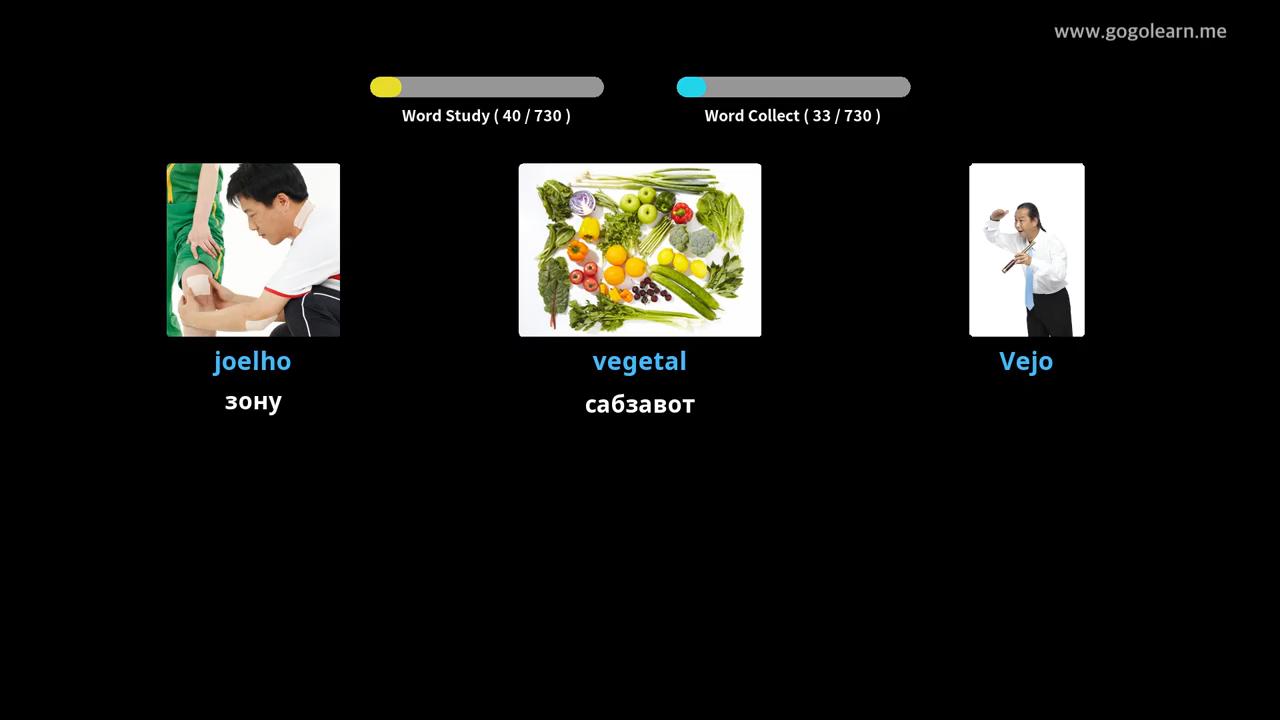 www.gogolearn.me
Word Study ( 40 / 730 )
Word Collect ( 33 / 730 )
joelho
зону
vegetal
сабзавот
Vejo